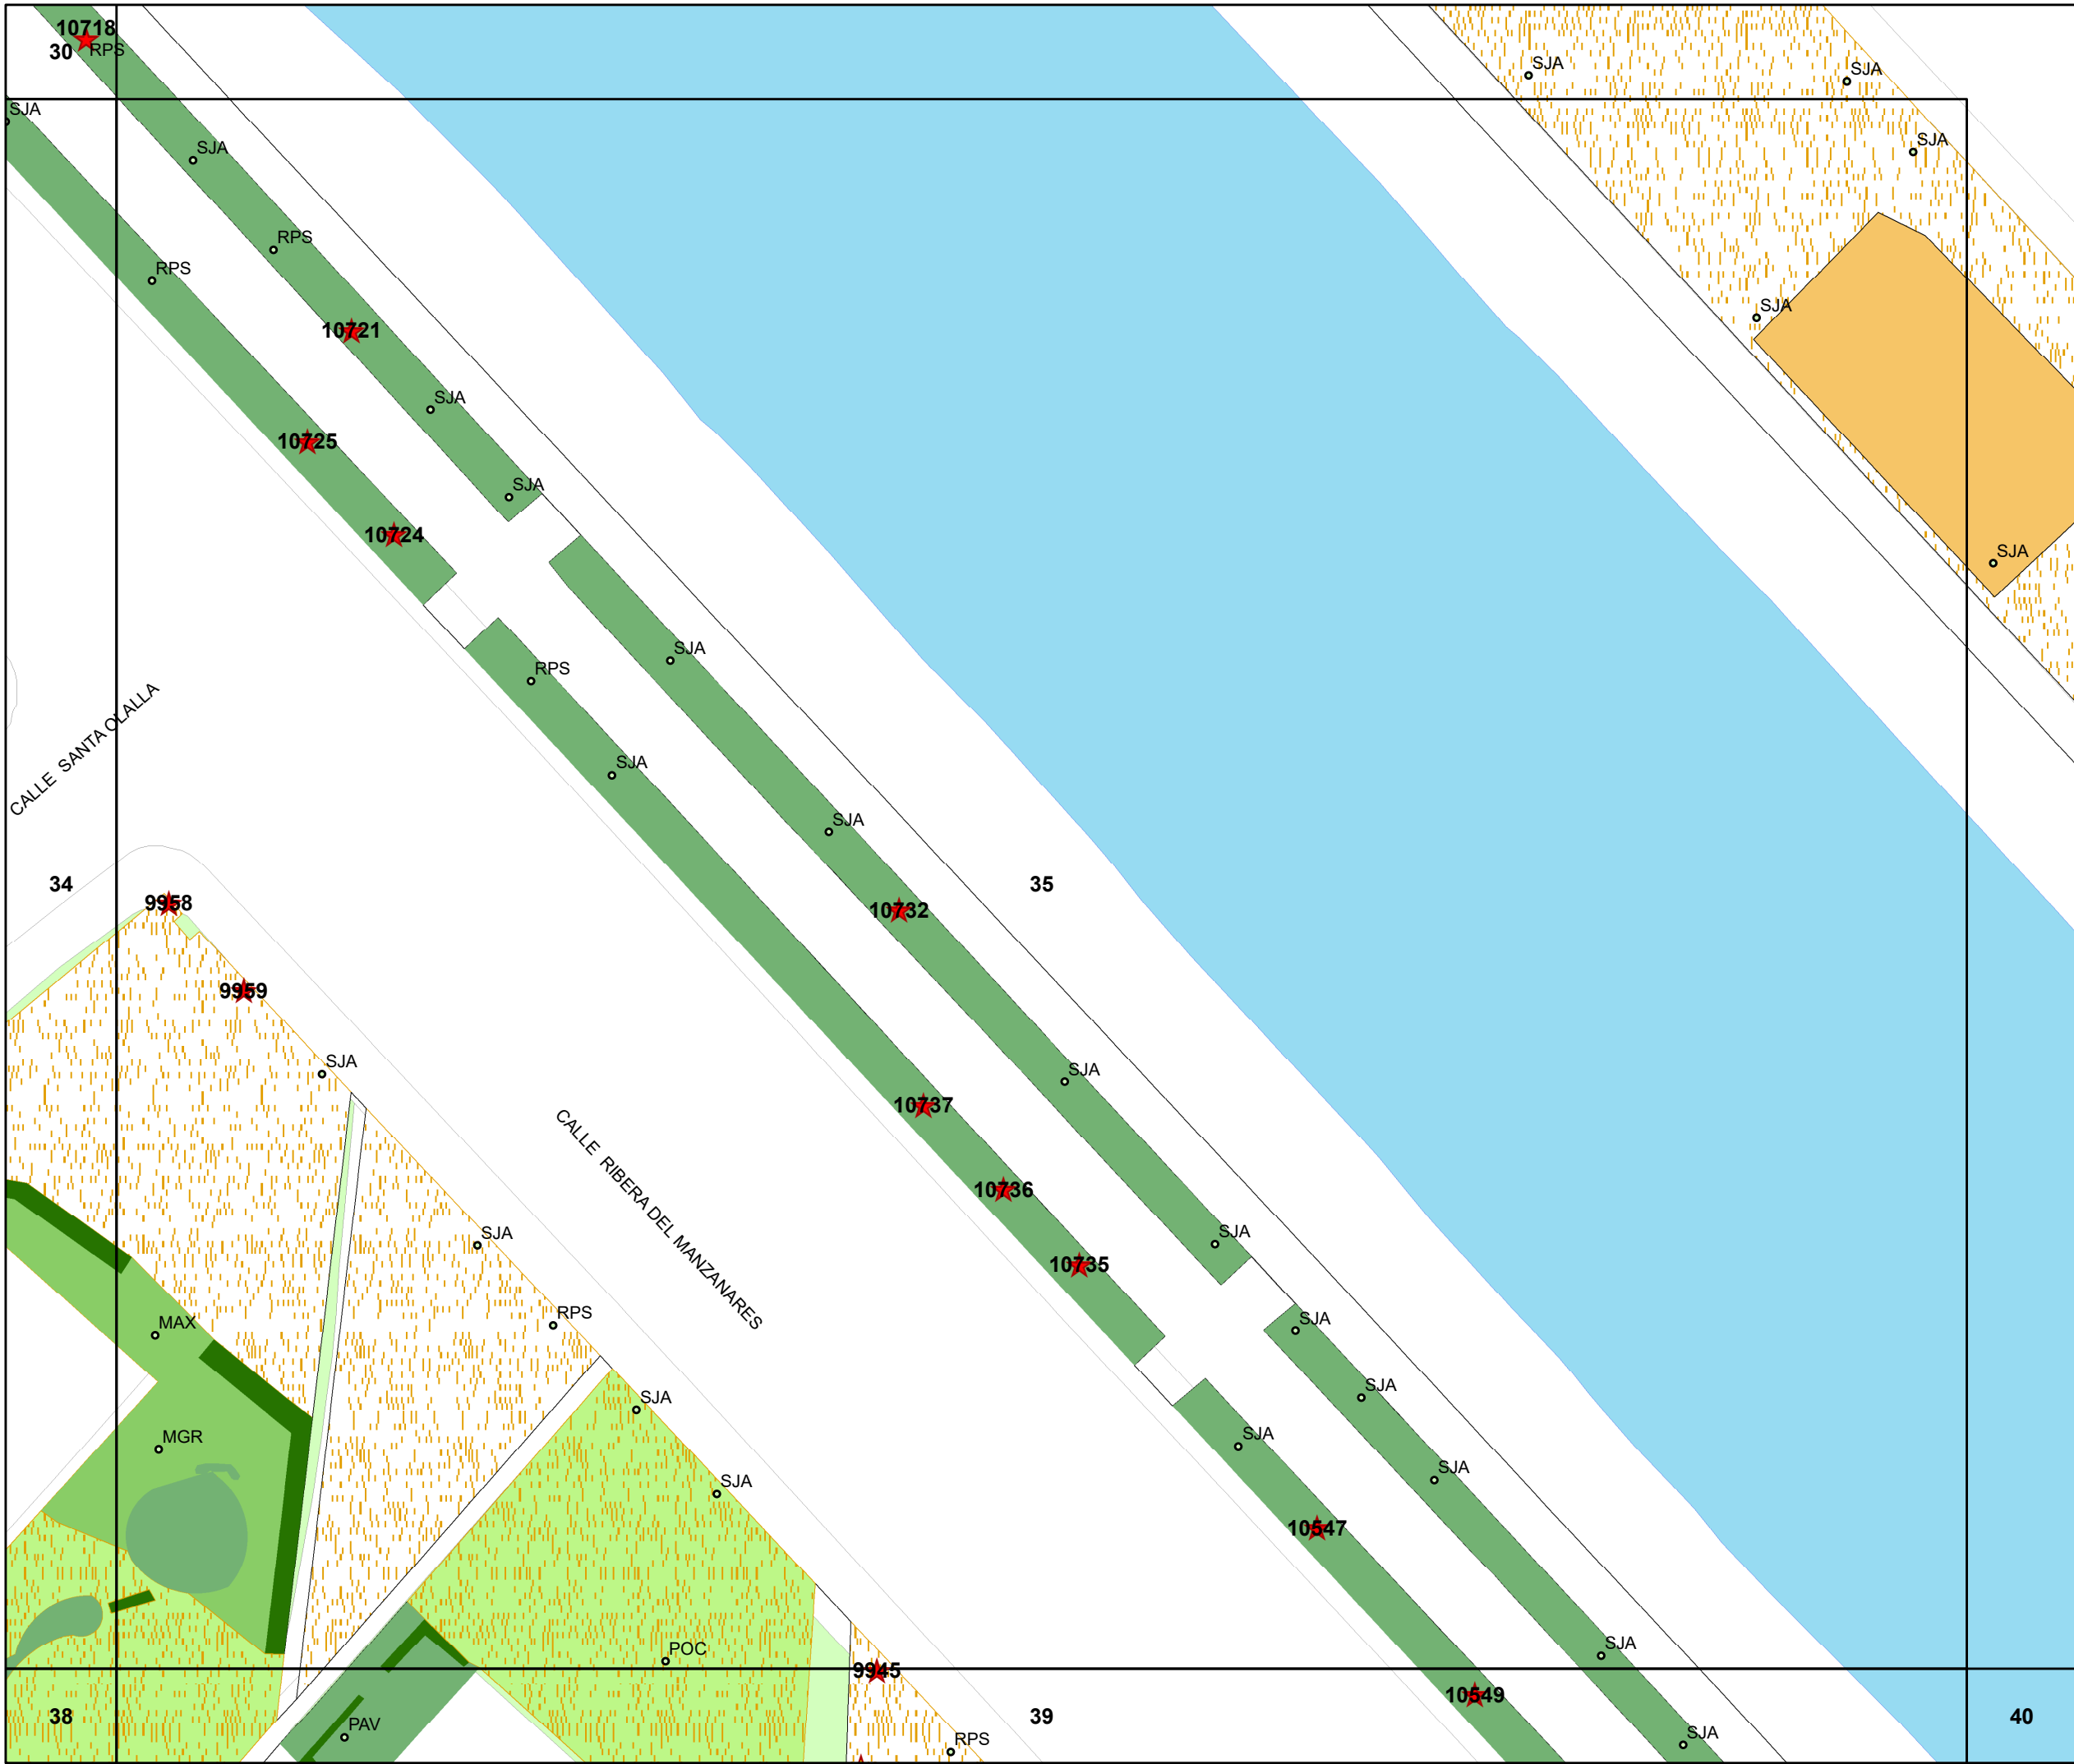 10718
30
RPS
SJA
SJA
SJA
SJA
SJA
RPS
RPS
SJA
10721
SJA
10725
SJA
10724
SJA
SJA
RPS
CALLE SANTA OLALLA
SJA
SJA
34
35
9958
10732
9959
SJA
SJA
10737
CALLE RIBERA DEL MANZANARES
10736
SJA
SJA
10735
RPS
SJA
MAX
SJA
SJA
MGR
SJA
SJA
SJA
10547
POC
SJA
9945
10549
38
PAV
39
RPS
SJA
40